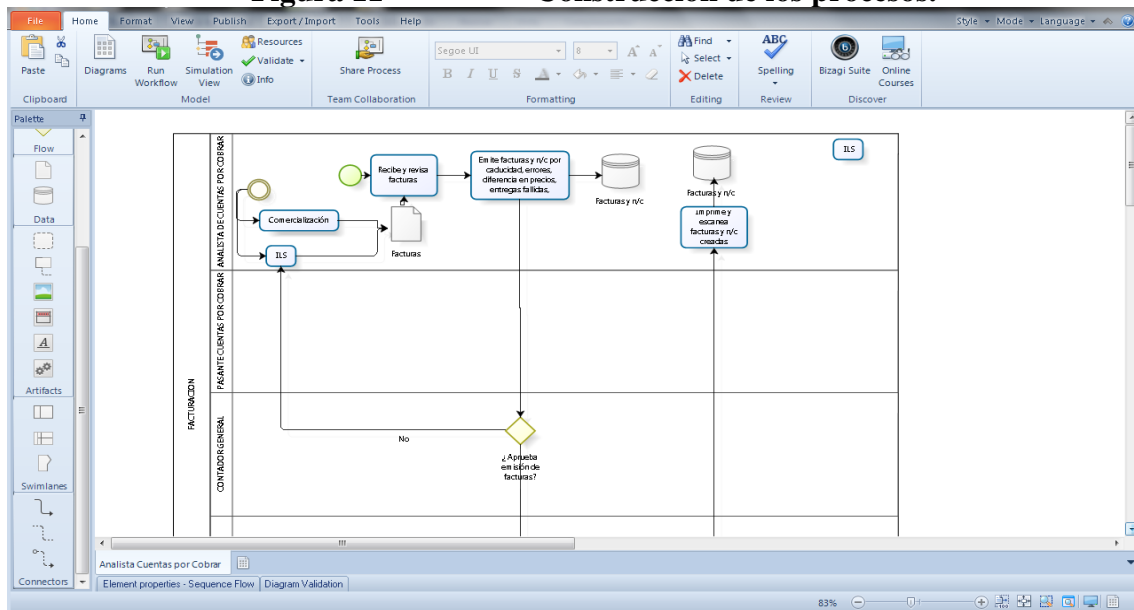 Figura 11 Construcción de los procesos.
File Home Format View Publish Export/Import Tools Help Style Mode Language
Paste
Clipboard
Diagrams
Run Workflow
Simulation View
Resources
Validate
Info
Model
Share Process
Team Collaboration
Segoe UI 8 A A
B I U S A
Formatting
Find
Select
Delete
Editing
ABC
Spelling
Review
Bizagi Suite
Online Courses
Discover
Palette
Flow
Data
A
Artifacts
Swimlanes
Connectors
FACTURACION
ANALISTA DE CUENTAS POR COBRAR
Comercialización
ILS
Facturas
Recibe y revisa
facturas
Emite facturas y n/c por
caducidad, errores,
diferencia en precios,
entregas fallidas,
Facturas y n/c
Facturas y n/c
Imprime y
escanea
facturas y n/c
creadas
ILS
PASANTE CUENTAS POR COBRAR
CONTADOR GENERAL
No
¿Aprueba
emisión de
facturas?
Analista Cuentas por Cobrar
Element properties - Sequence Flow Diagram Validation
83%